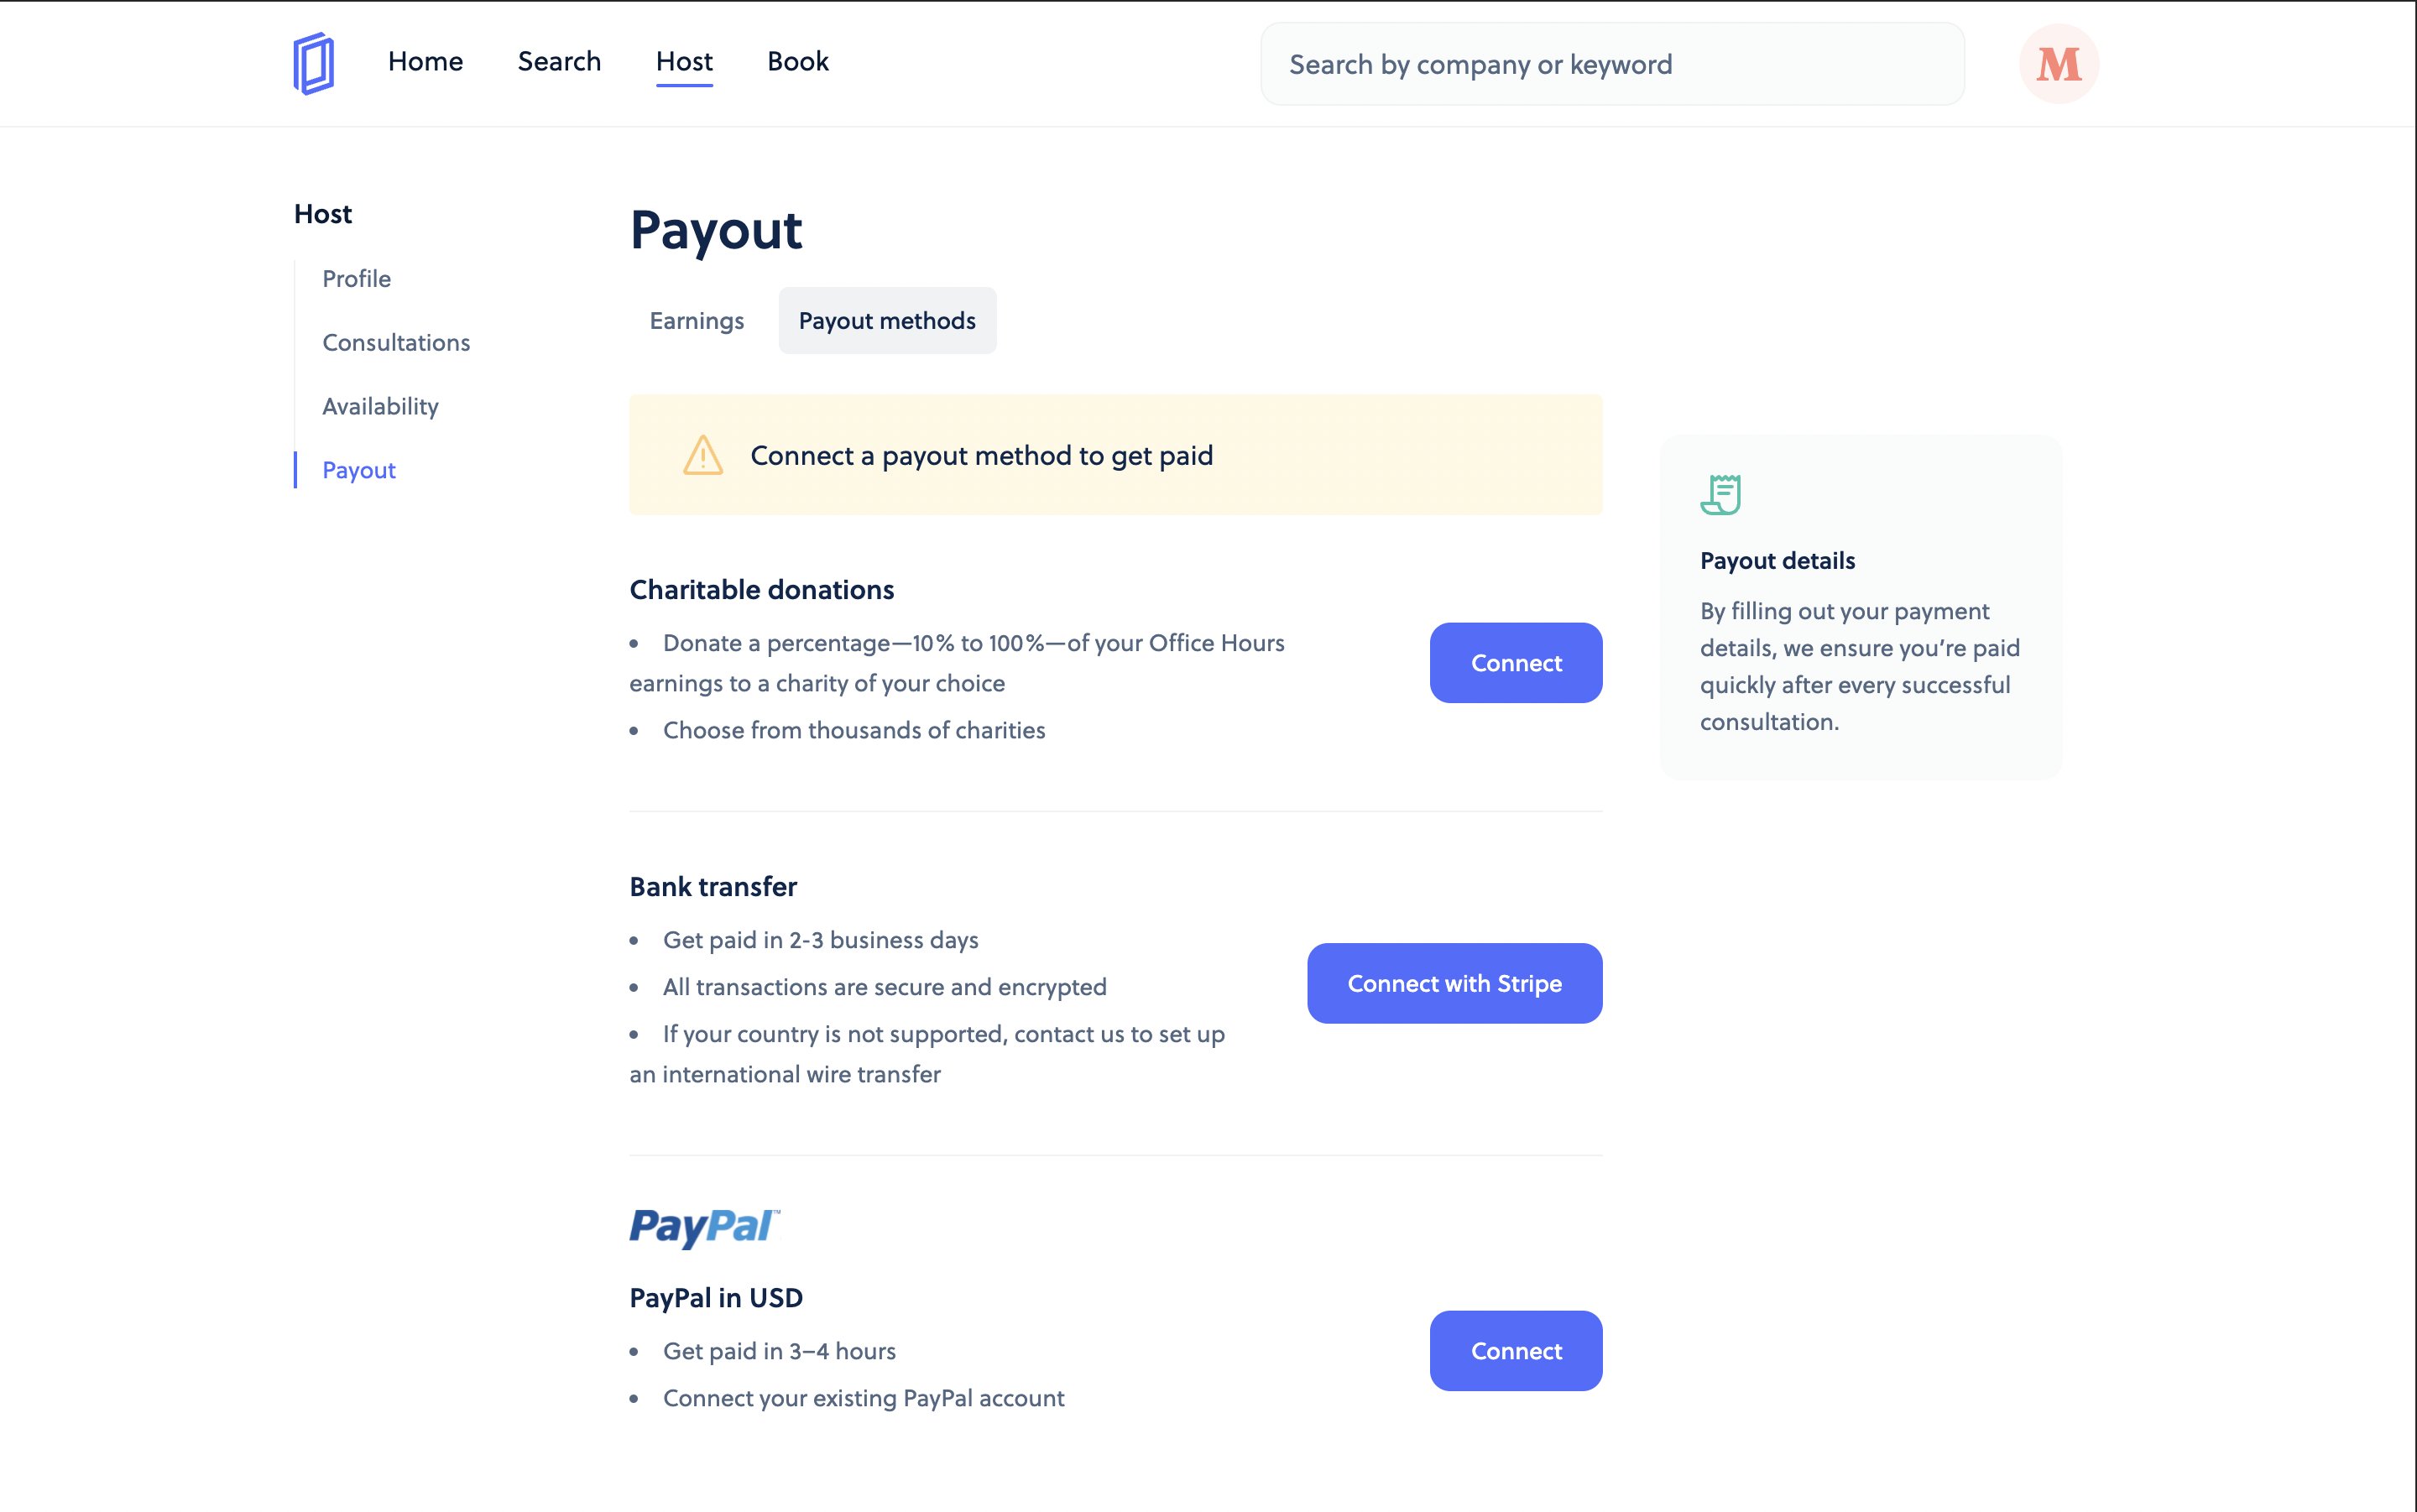 Home
Search
Host
Book
Search by company or keyword
M
Host
Profile
Consultations
Availability
Payout
Payout
Earnings
Payout methods
Connect a payout method to get paid
Charitable donations
• Donate a percentage—10% to 100%—of your Office Hours
earnings to a charity of your choice
• Choose from thousands of charities
Connect
Bank transfer
• Get paid in 2-3 business days
• All transactions are secure and encrypted
• If your country is not supported, contact us to set up
an international wire transfer
Connect with Stripe
PayPal™
PayPal in USD
• Get paid in 3–4 hours
• Connect your existing PayPal account
Connect
Payout details
By filling out your payment
details, we ensure you’re paid
quickly after every successful
consultation.